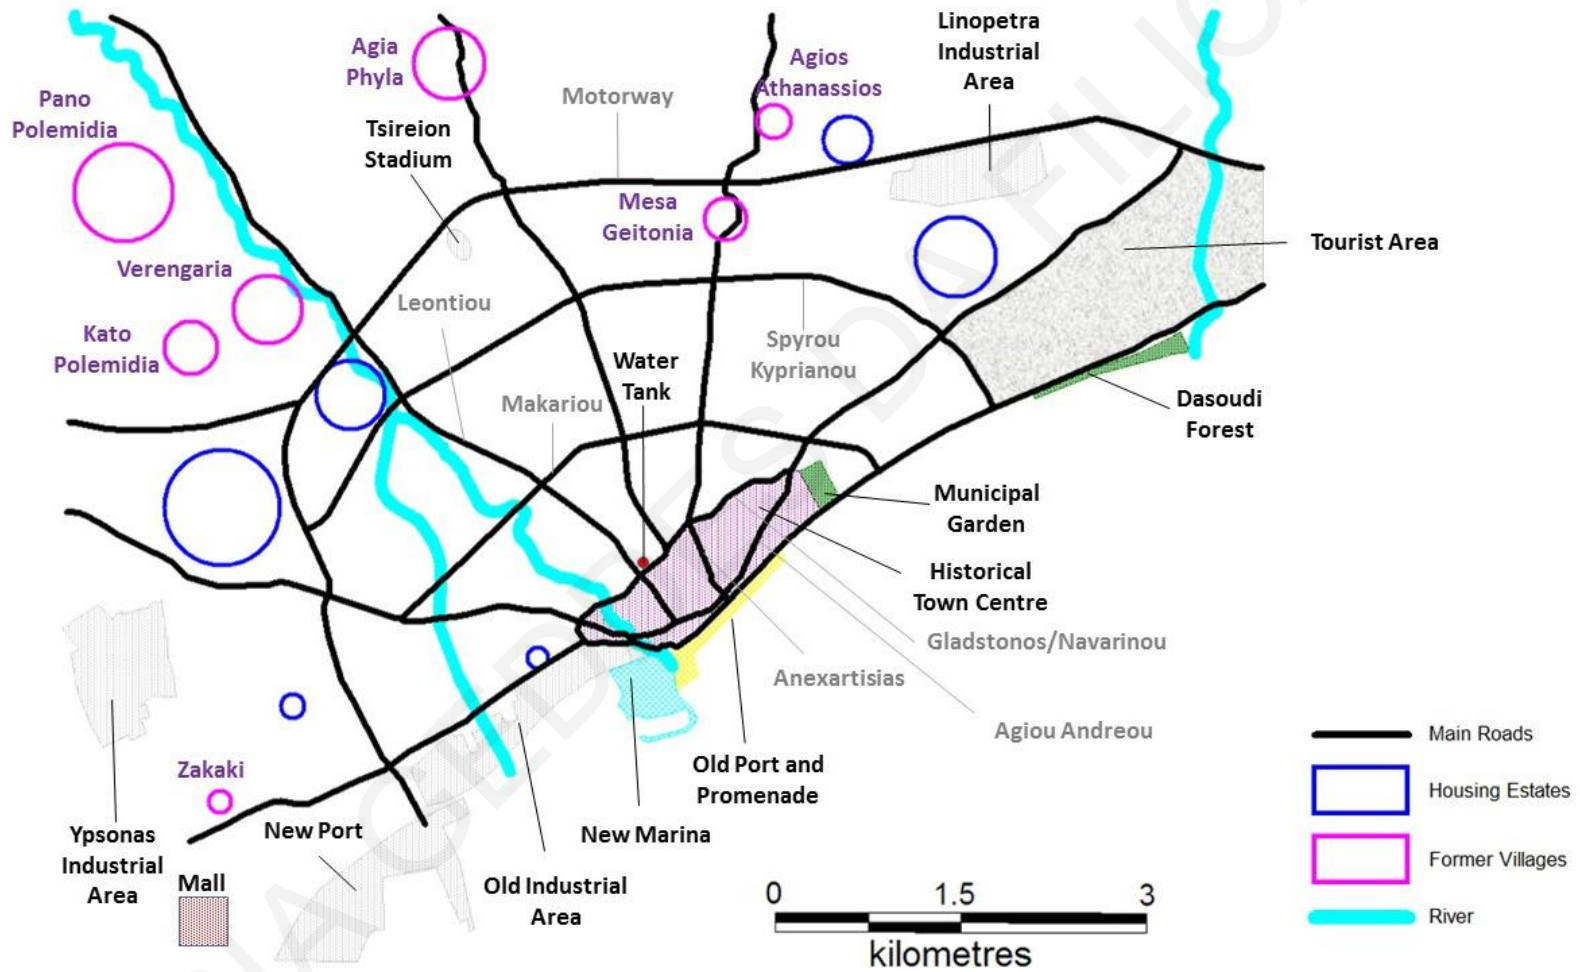 Linopetra
Industrial
Area
Agia
Phyla
Agios
Athanassios
Motorway
Pano
Polemidia
Tsireion
Stadium
Mesa
Geitonia
Tourist Area
Verengaria
Leontiou
Kato
Polemidia
Spyrou
Kyprianou
Water
Tank
Makariou
Dasoudi
Forest
Municipal
Garden
Historical
Town Centre
Gladstonos/Navarinou
Anexartisias
Agiou Andreou
Old Port and
Promenade
Zakaki
New Port
New Marina
Ypsonas
Industrial
Area
Mall
Old Industrial
Area
Main Roads
Housing Estates
Former Villages
River
0 1.5 3
kilometres